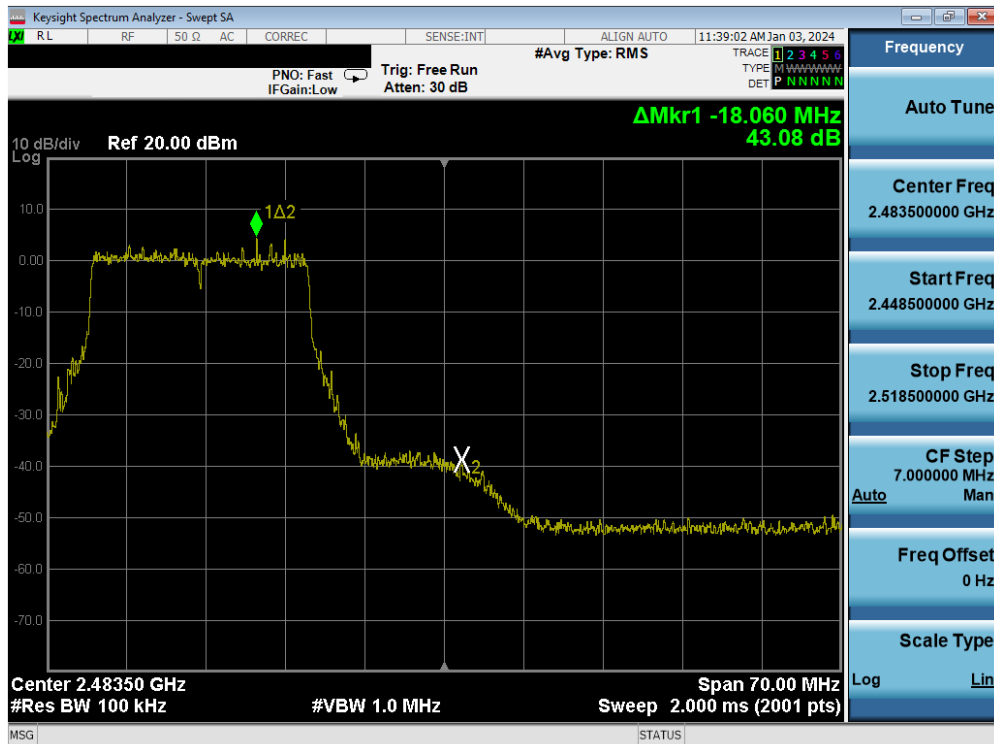 Keysight Spectrum Analyzer - Swept SA
LXI RL RF 50 Ω AC CORREC SENSE:INT ALIGN AUTO 11:39:02 AM Jan 03, 2024
Frequency
#Avg Type: RMS
TRACE 1 2 3 4 5 6
PNO: Fast
Trig: Free Run
TYPE M W W W W W
IFGain:Low
Atten: 30 dB
DET P N N N N N
Auto Tune
ΔMkr1 -18.060 MHz
43.08 dB
10 dB/div
Ref 20.00 dBm
Log
Center Freq
2.483500000 GHz
10.0
1Δ2
0.00
Start Freq
2.448500000 GHz
-10.0
-20.0
Stop Freq
2.518500000 GHz
-30.0
-40.0
X2
CF Step
7.000000 MHz
Auto Man
-50.0
-60.0
Freq Offset
0 Hz
-70.0
Scale Type
Log Lin
Center 2.48350 GHz
Span 70.00 MHz
#Res BW 100 kHz
#VBW 1.0 MHz
Sweep 2.000 ms (2001 pts)
MSG
STATUS